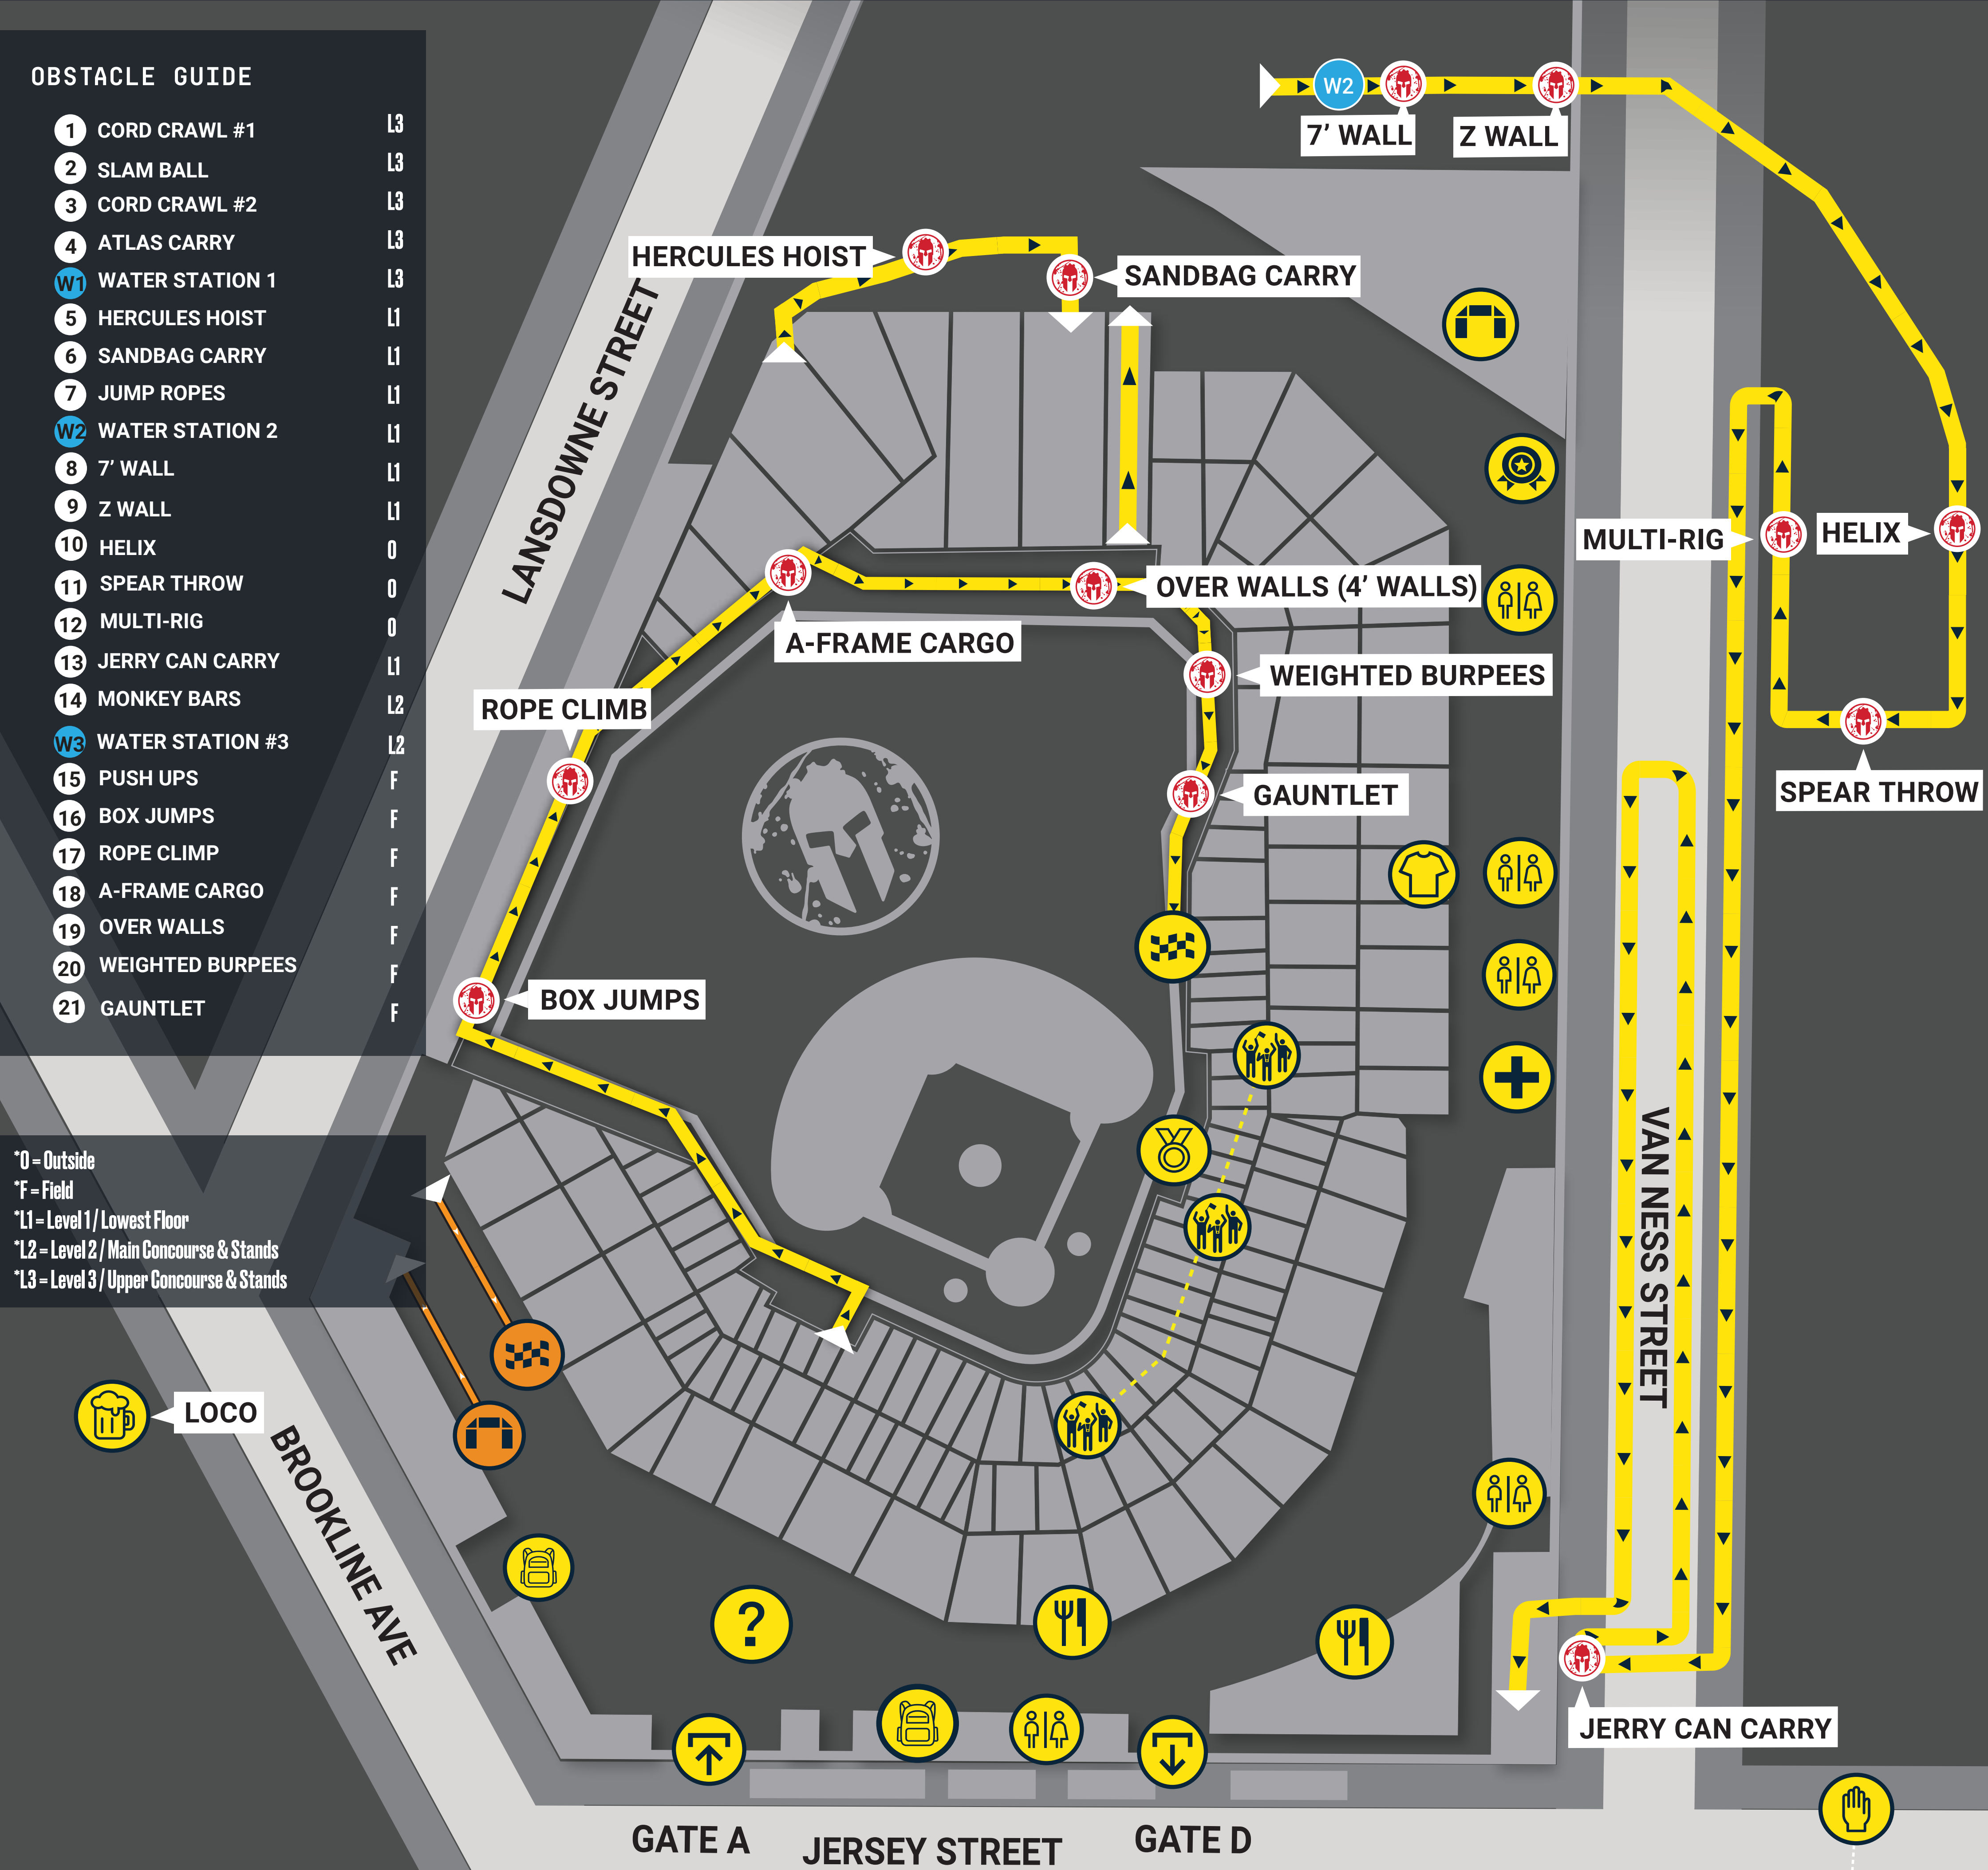 OBSTACLE GUIDE
1 CORD CRAWL #1 L3
2 SLAM BALL L3
3 CORD CRAWL #2 L3
4 ATLAS CARRY L3
W1 WATER STATION 1 L3
5 HERCULES HOIST L1
6 SANDBAG CARRY L1
7 JUMP ROPES L1
W2 WATER STATION 2 L1
8 7’ WALL L1
9 Z WALL L1
10 HELIX O
11 SPEAR THROW O
12 MULTI-RIG O
13 JERRY CAN CARRY L1
14 MONKEY BARS L2
W3 WATER STATION #3 L2
15 PUSH UPS F
16 BOX JUMPS F
17 ROPE CLIMP F
18 A-FRAME CARGO F
19 OVER WALLS F
20 WEIGHTED BURPEES F
21 GAUNTLET F
*O = Outside
*F = Field
*L1 = Level 1 / Lowest Floor
*L2 = Level 2 / Main Concourse & Stands
*L3 = Level 3 / Upper Concourse & Stands
W2
7’ WALL
Z WALL
HERCULES HOIST
SANDBAG CARRY
LANSDOWNE STREET
MULTI-RIG
HELIX
OVER WALLS (4’ WALLS)
A-FRAME CARGO
WEIGHTED BURPEES
ROPE CLIMB
GAUNTLET
SPEAR THROW
BOX JUMPS
VAN NESS STREET
LOCO
BROOKLINE AVE
?
JERRY CAN CARRY
GATE A
JERSEY STREET
GATE D